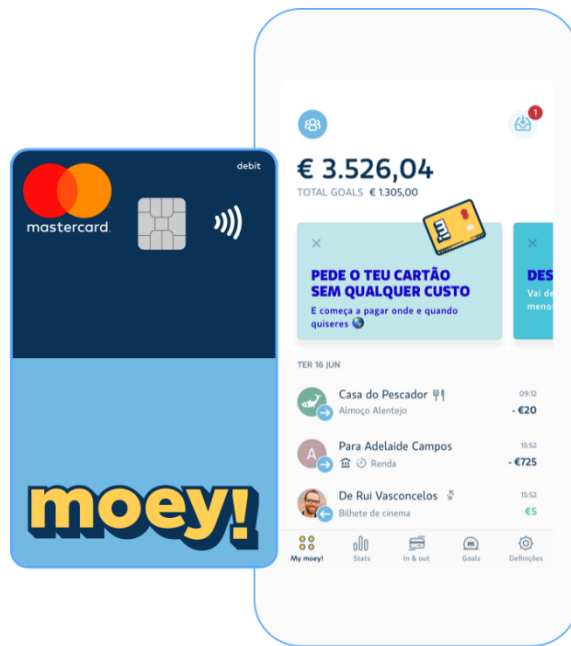 mastercard.
debit
moey!
1
€ 3.526,04
TOTAL GOALS € 1.305,00
m!
PEDE O TEU CARTÃO
SEM QUALQUER CUSTO
E começa a pagar onde e quando
quiseres
DES
Vai de
meno
TER 16 JUN
Casa do Pescador
09:12
Almoço Alentejo
- €20
A
Para Adelaide Campos
15:52
Renda
- €725
De Rui Vasconcelos
15:52
Bilhete de cinema
€5
m
My moey!
Stats
In & out
Goals
Definições